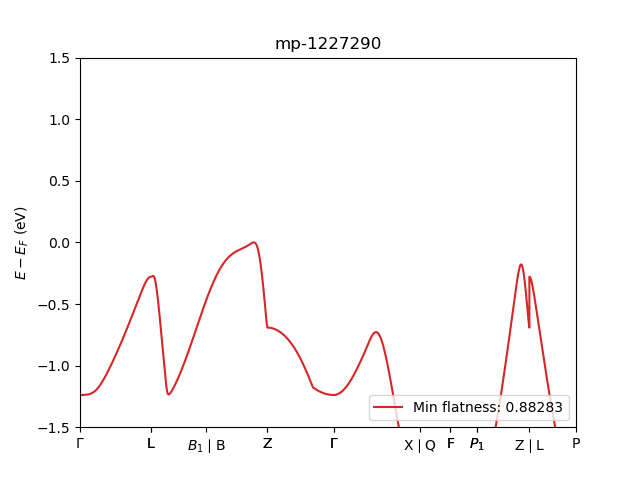 mp-1227290
1.5
1.0
0.5
0.0
−0.5
−1.0
−1.5
E − E_F (eV)
Min flatness: 0.88283
Γ L B₁ | B Z Γ X | Q F P₁ Z | L P